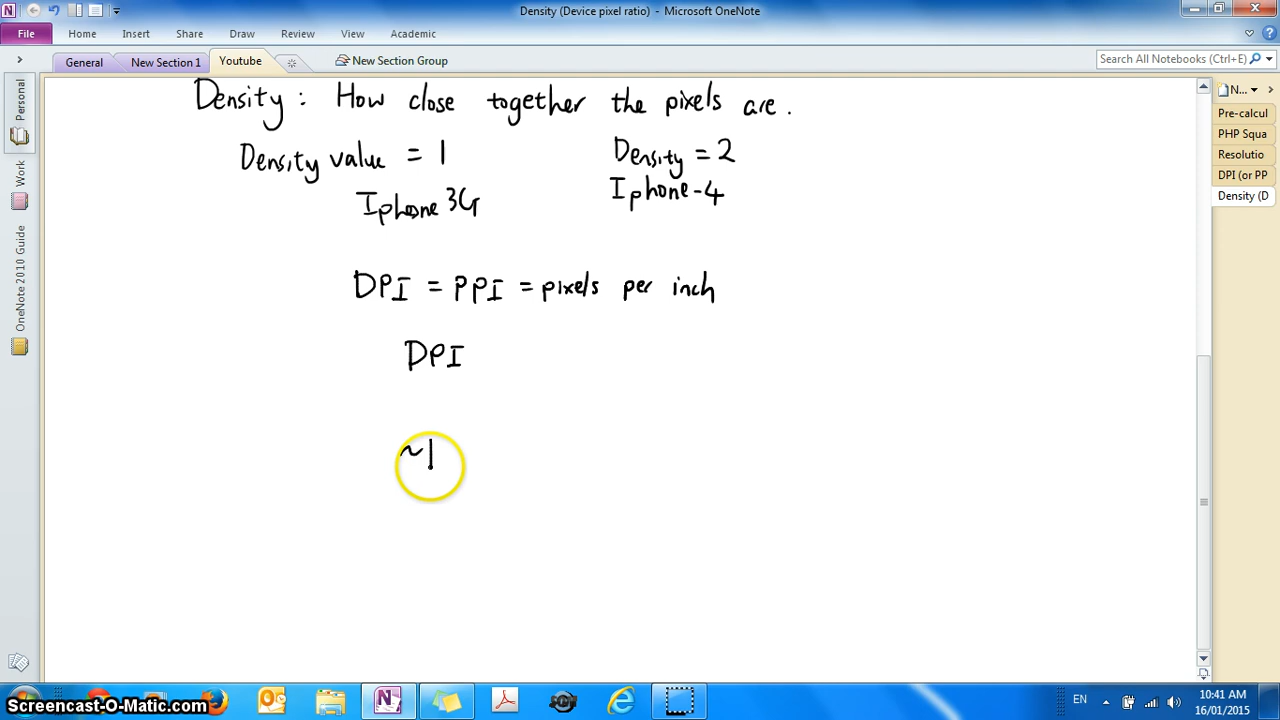 Density (Device pixel ratio) - Microsoft OneNote
File Home Insert Share Draw Review View Academic
General New Section 1 Youtube New Section Group Search All Notebooks (Ctrl+E)
Personal
Work
OneNote 2010 Guide
N...
Pre-calcul
PHP Squa
Resolutio
DPI (or PP
Density (D
Density : How close together the pixels are .
Density value = 1 Density = 2
Iphone 3G Iphone-4
DPI = PPI = pixels per inch
DPI
~1
Screencast-O-Matic.com
EN
10:41 AM
16/01/2015